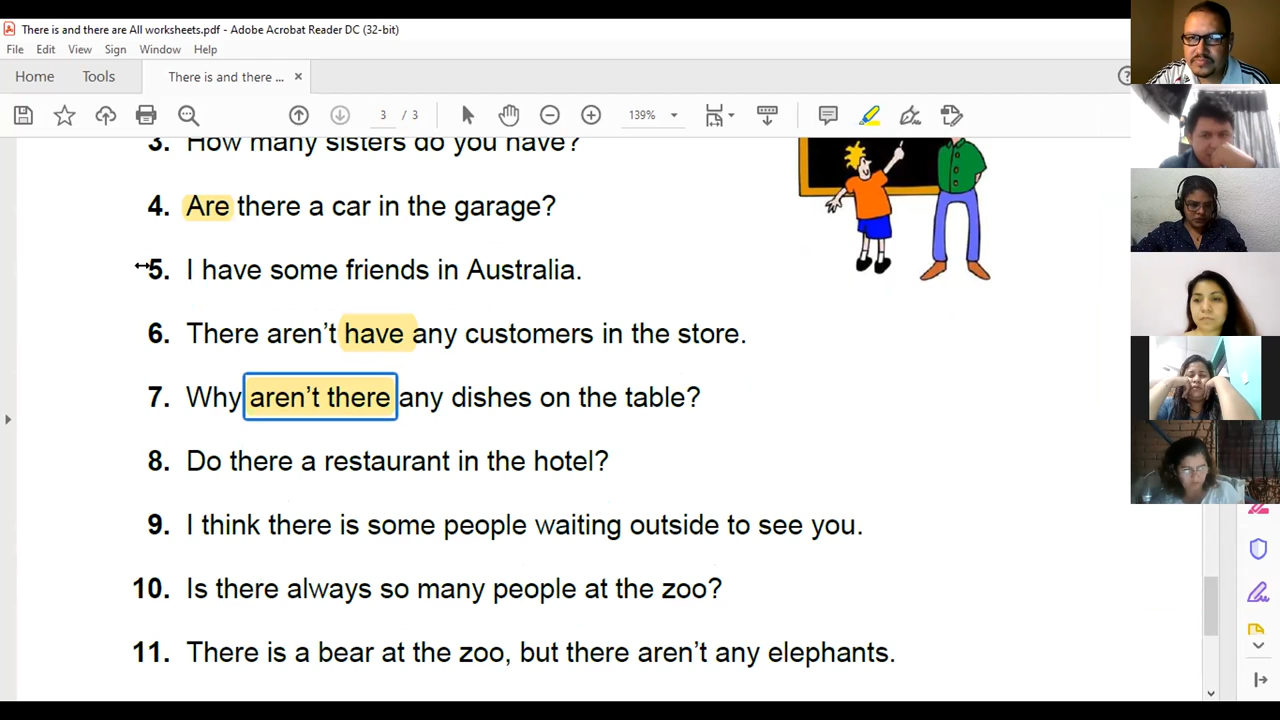 There is and there are All worksheets.pdf - Adobe Acrobat Reader DC (32-bit)
File Edit View Sign Window Help
Home Tools There is and there ... ×
3 / 3 139%
3. How many sisters do you have?
4. Are there a car in the garage?
5. I have some friends in Australia.
6. There aren't have any customers in the store.
7. Why aren't there any dishes on the table?
8. Do there a restaurant in the hotel?
9. I think there is some people waiting outside to see you.
10. Is there always so many people at the zoo?
11. There is a bear at the zoo, but there aren't any elephants.